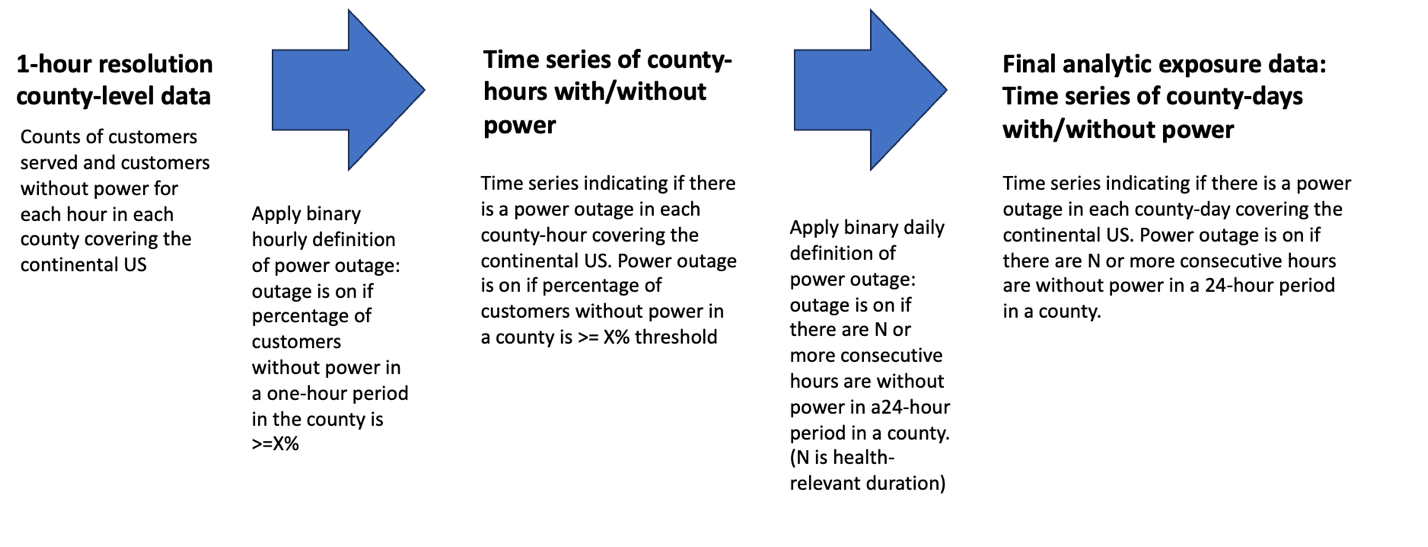 1-hour resolution
county-level data
Counts of customers
served and customers
without power for
each hour in each
county covering the
continental US
Apply binary
hourly definition
of power outage:
outage is on if
percentage of
customers
without power in
a one-hour period
in the county is
>=X%
Time series of county-
hours with/without
power
Time series indicating if there
is a power outage in each
county-hour covering the
continental US. Power outage
is on if percentage of
customers without power in
a county is >= X% threshold
Apply binary daily
definition of
power outage:
outage is on if
there are N or
more consecutive
hours are without
power in a24-hour
period in a county.
(N is health-
relevant duration)
Final analytic exposure data:
Time series of county-days
with/without power
Time series indicating if there is a power
outage in each county-day covering the
continental US. Power outage is on if
there are N or more consecutive hours
are without power in a 24-hour period
in a county.